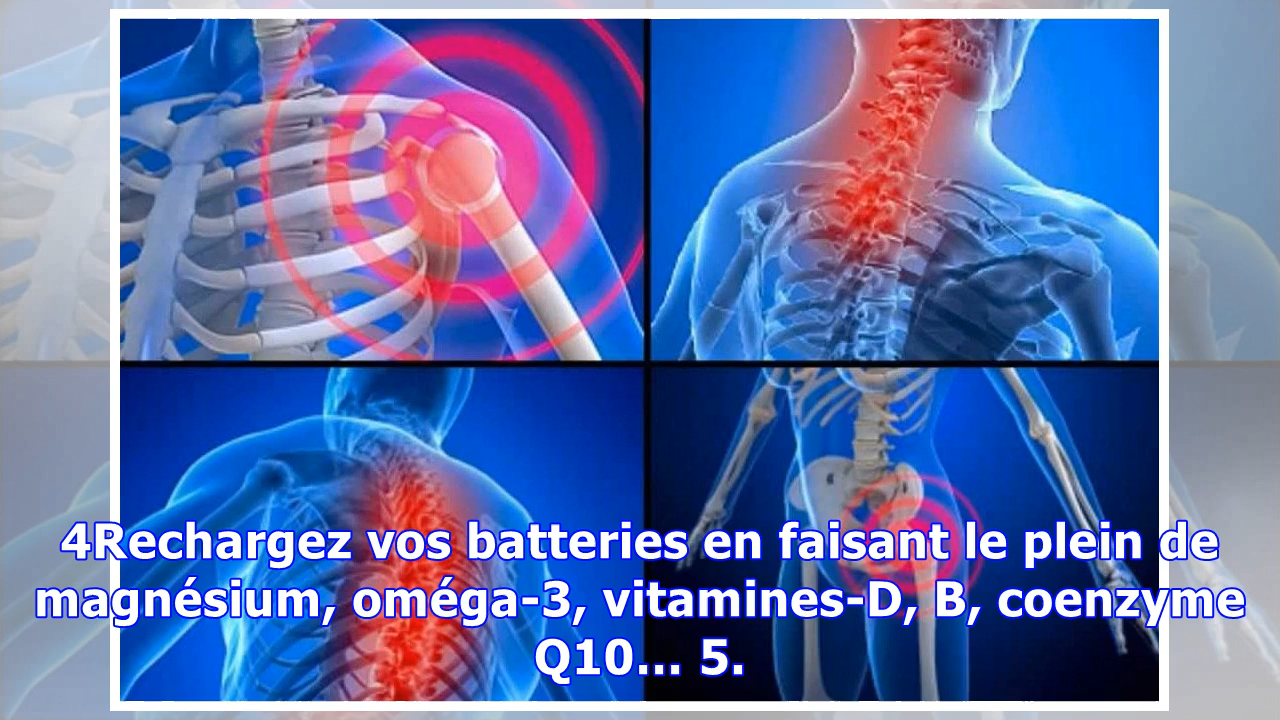 4Rechargez vos batteries en faisant le plein de
magnésium, oméga-3, vitamines-D, B, coenzyme
Q10... 5.